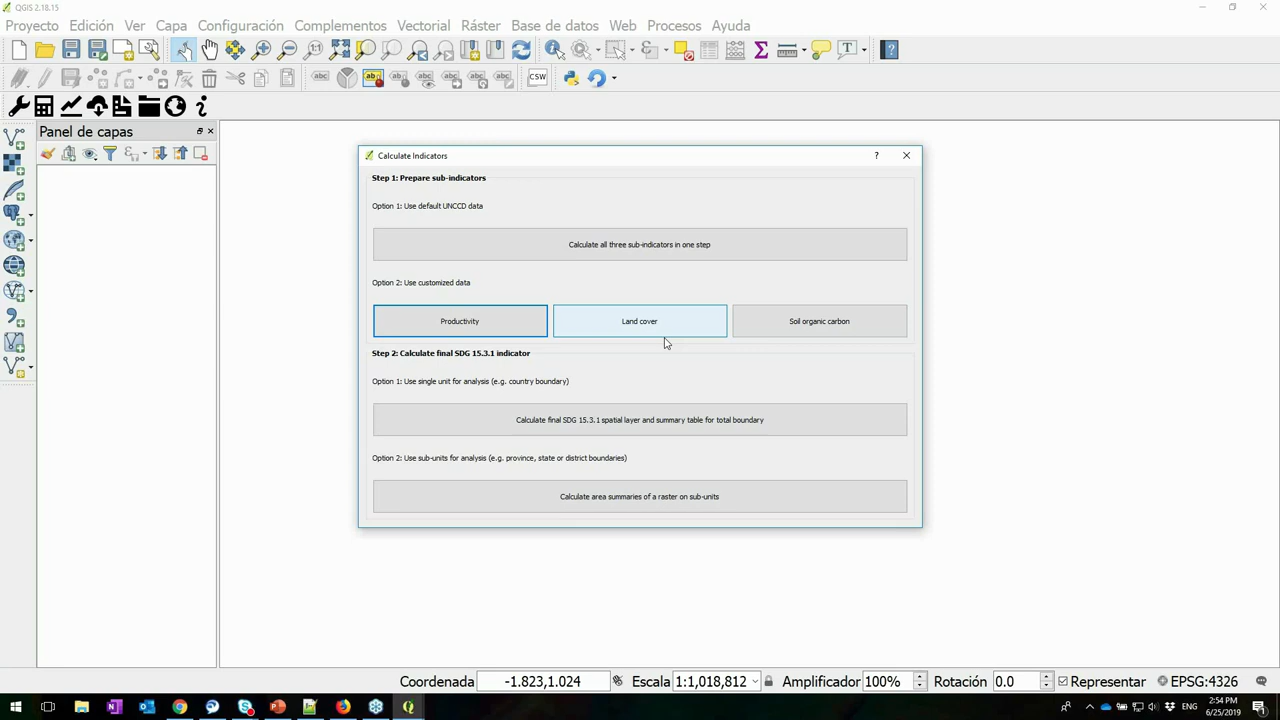 QGIS 2.18.15
Proyecto Edición Ver Capa Configuración Complementos Vectorial Ráster Base de datos Web Procesos Ayuda
abc ab CSW
Panel de capas
Calculate Indicators
Step 1: Prepare sub-indicators
Option 1: Use default UNCCD data
Calculate all three sub-indicators in one step
Option 2: Use customized data
Productivity Land cover Soil organic carbon
Step 2: Calculate final SDG 15.3.1 indicator
Option 1: Use single unit for analysis (e.g. country boundary)
Calculate final SDG 15.3.1 spatial layer and summary table for total boundary
Option 2: Use sub-units for analysis (e.g. province, state or district boundaries)
Calculate area summaries of a raster on sub-units
Coordenada -1.823,1.024 Escala 1:1,018,812 Amplificador 100% Rotación 0.0 Representar EPSG:4326
ENG 2:54 PM
6/25/2019